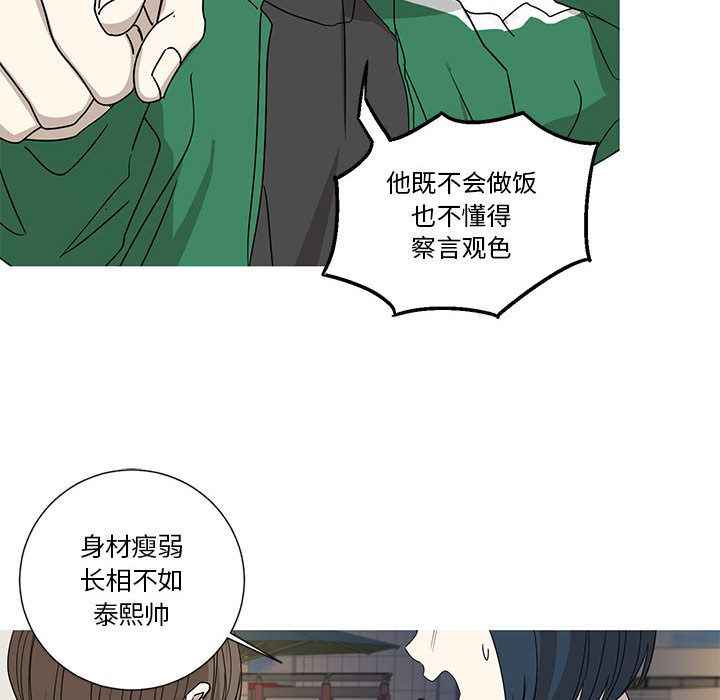 他既不会做饭
也不懂得
察言观色
身材瘦弱
长相不如
泰熙帅